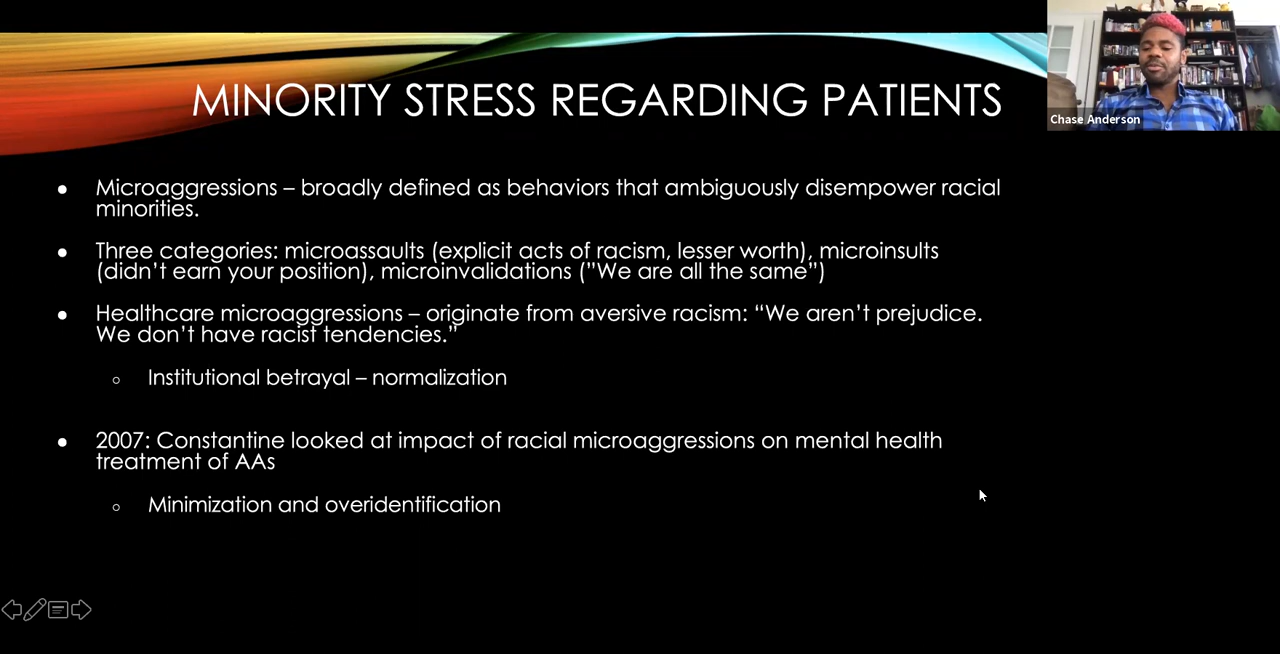 MINORITY STRESS REGARDING PATIENTS
Chase Anderson
● Microaggressions – broadly defined as behaviors that ambiguously disempower racial
minorities.
● Three categories: microassaults (explicit acts of racism, lesser worth), microinsults
(didn’t earn your position), microinvalidations (”We are all the same”)
● Healthcare microaggressions – originate from aversive racism: “We aren’t prejudice.
We don’t have racist tendencies.”
○ Institutional betrayal – normalization
● 2007: Constantine looked at impact of racial microaggressions on mental health
treatment of AAs
○ Minimization and overidentification